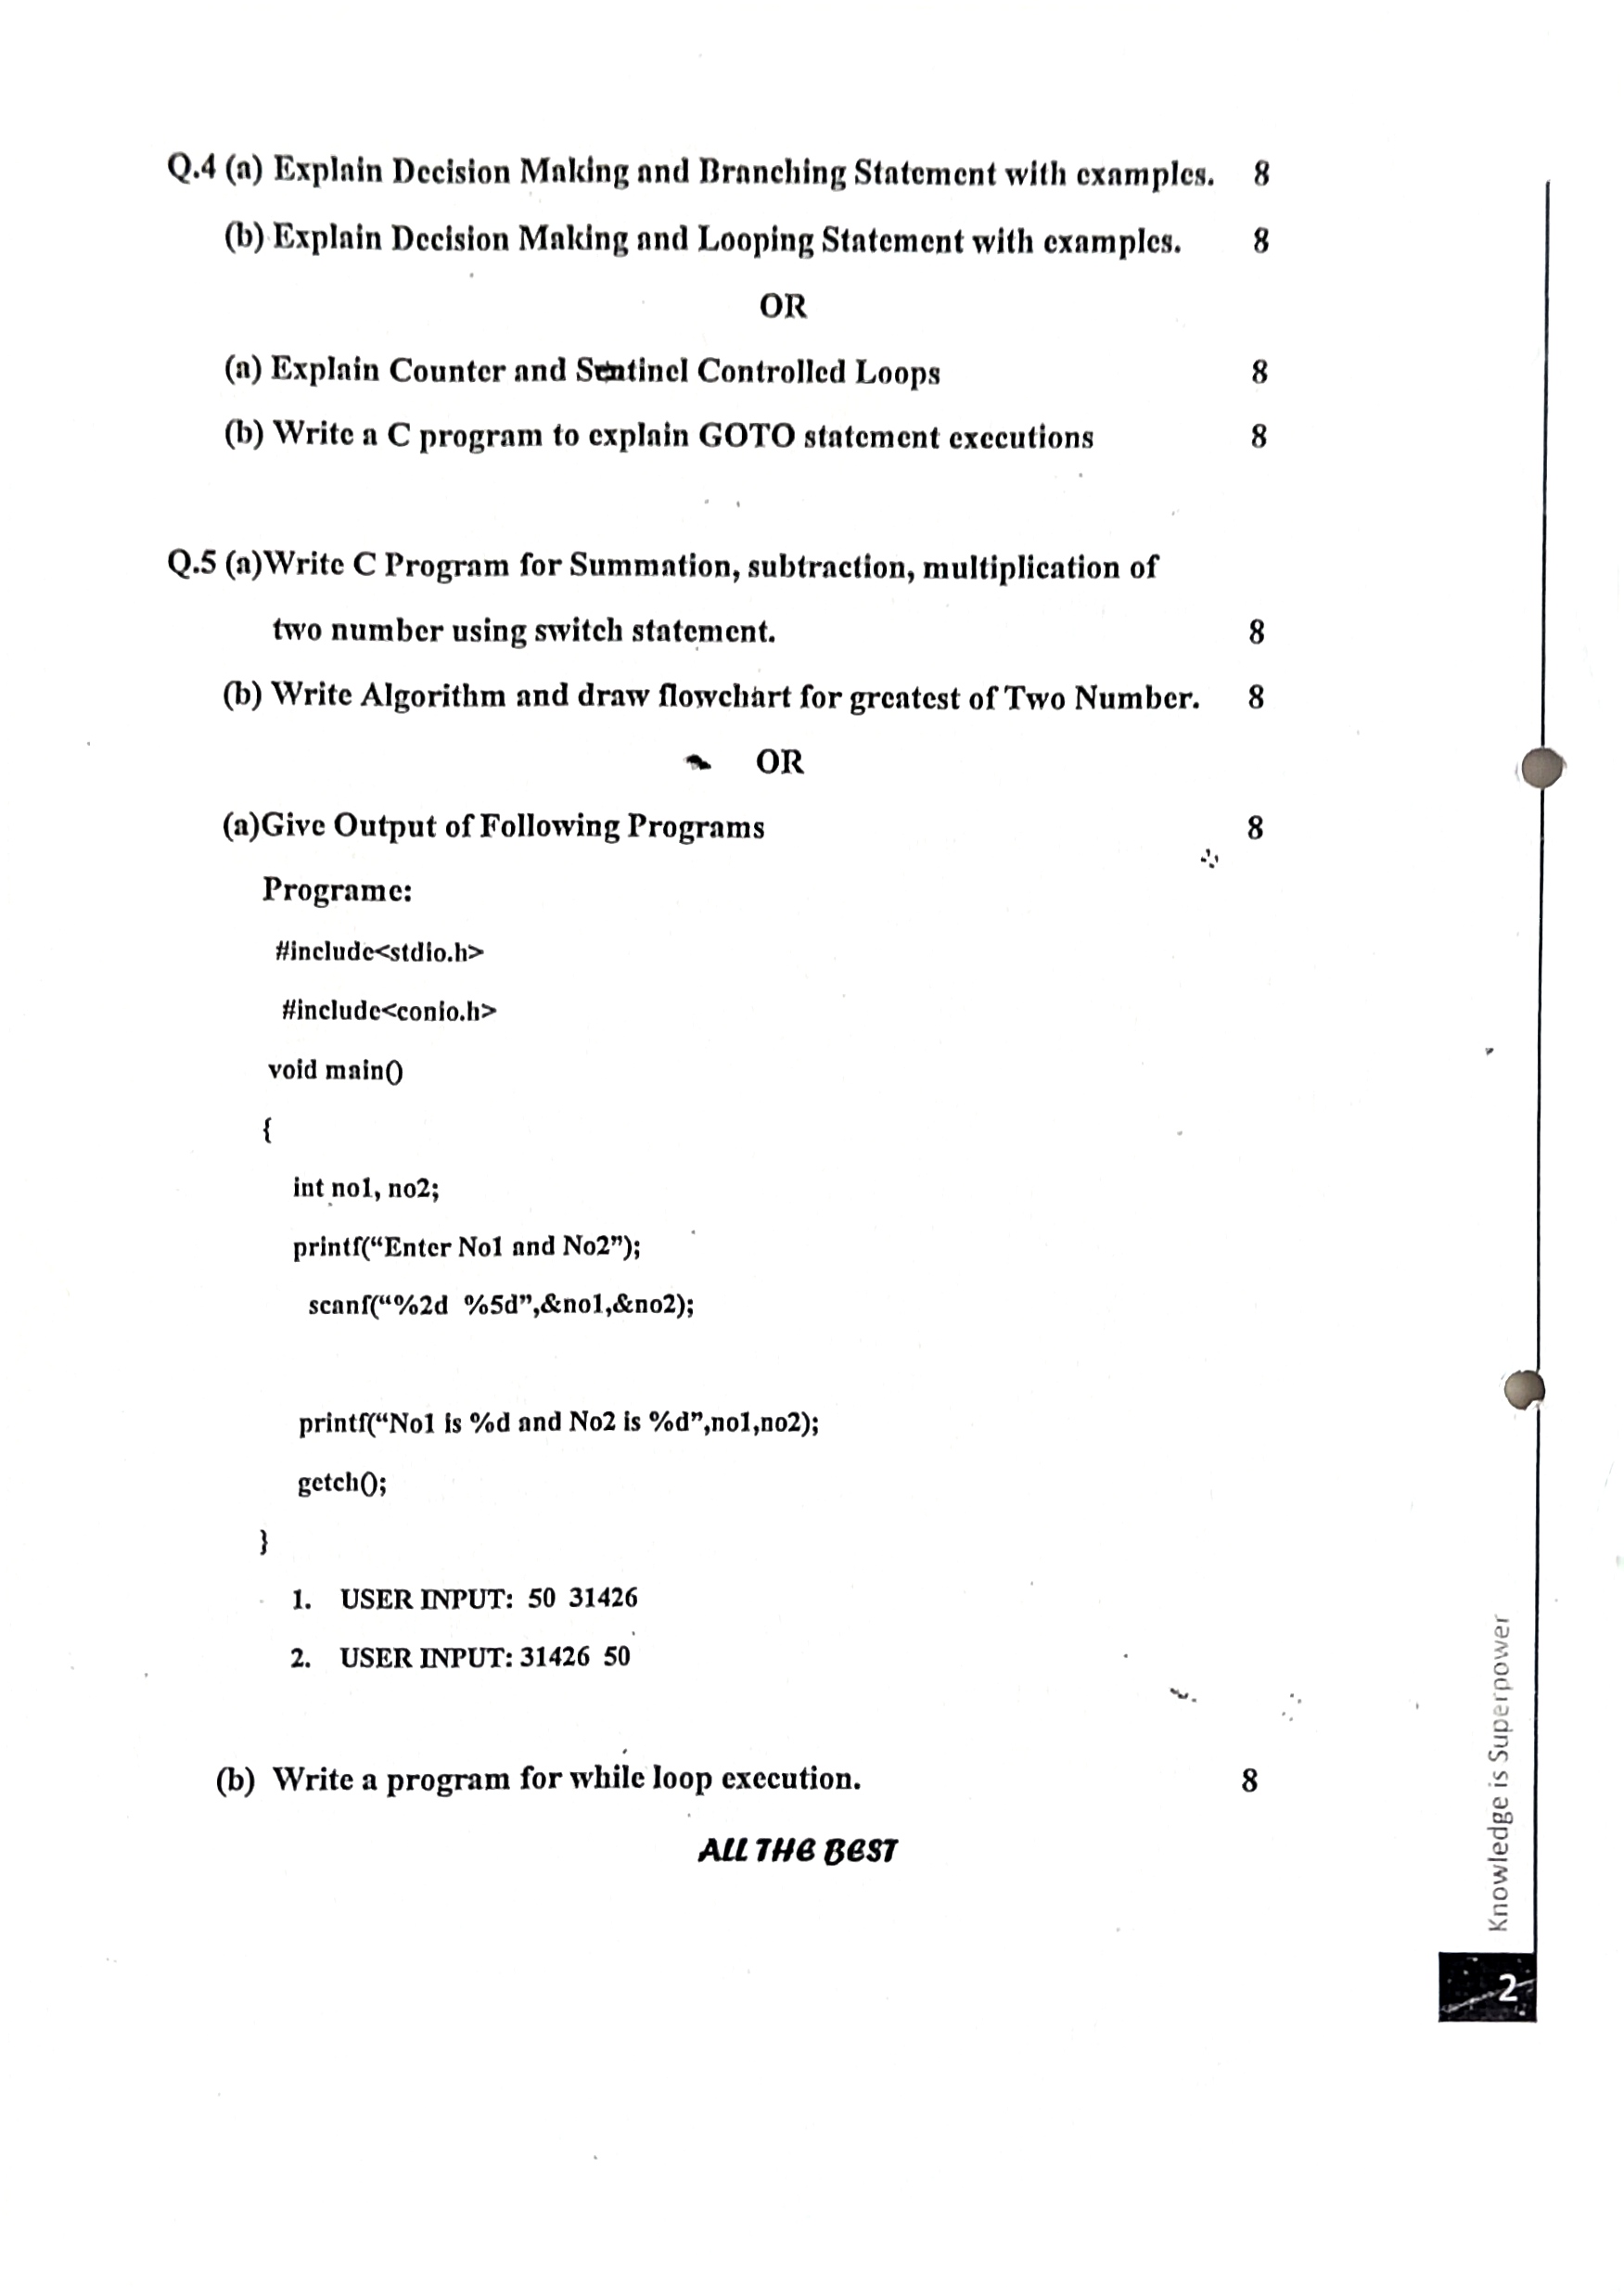 Q.4 (a) Explain Decision Making and Branching Statement with examples. 8
(b) Explain Decision Making and Looping Statement with examples. 8
OR
(a) Explain Counter and Sentinel Controlled Loops 8
(b) Write a C program to explain GOTO statement executions 8
Q.5 (a)Write C Program for Summation, subtraction, multiplication of
two number using switch statement. 8
(b) Write Algorithm and draw flowchart for greatest of Two Number. 8
OR
(a)Give Output of Following Programs 8
Programe:
#include<stdio.h>
#include<conio.h>
void main()
{
int no1, no2;
printf(“Enter No1 and No2”);
scanf(“%2d %5d”,&no1,&no2);
printf(“No1 is %d and No2 is %d”,no1,no2);
getch();
}
1. USER INPUT: 50 31426
2. USER INPUT: 31426 50
(b) Write a program for while loop execution. 8
ALL THE BEST
Knowledge is Superpower
2